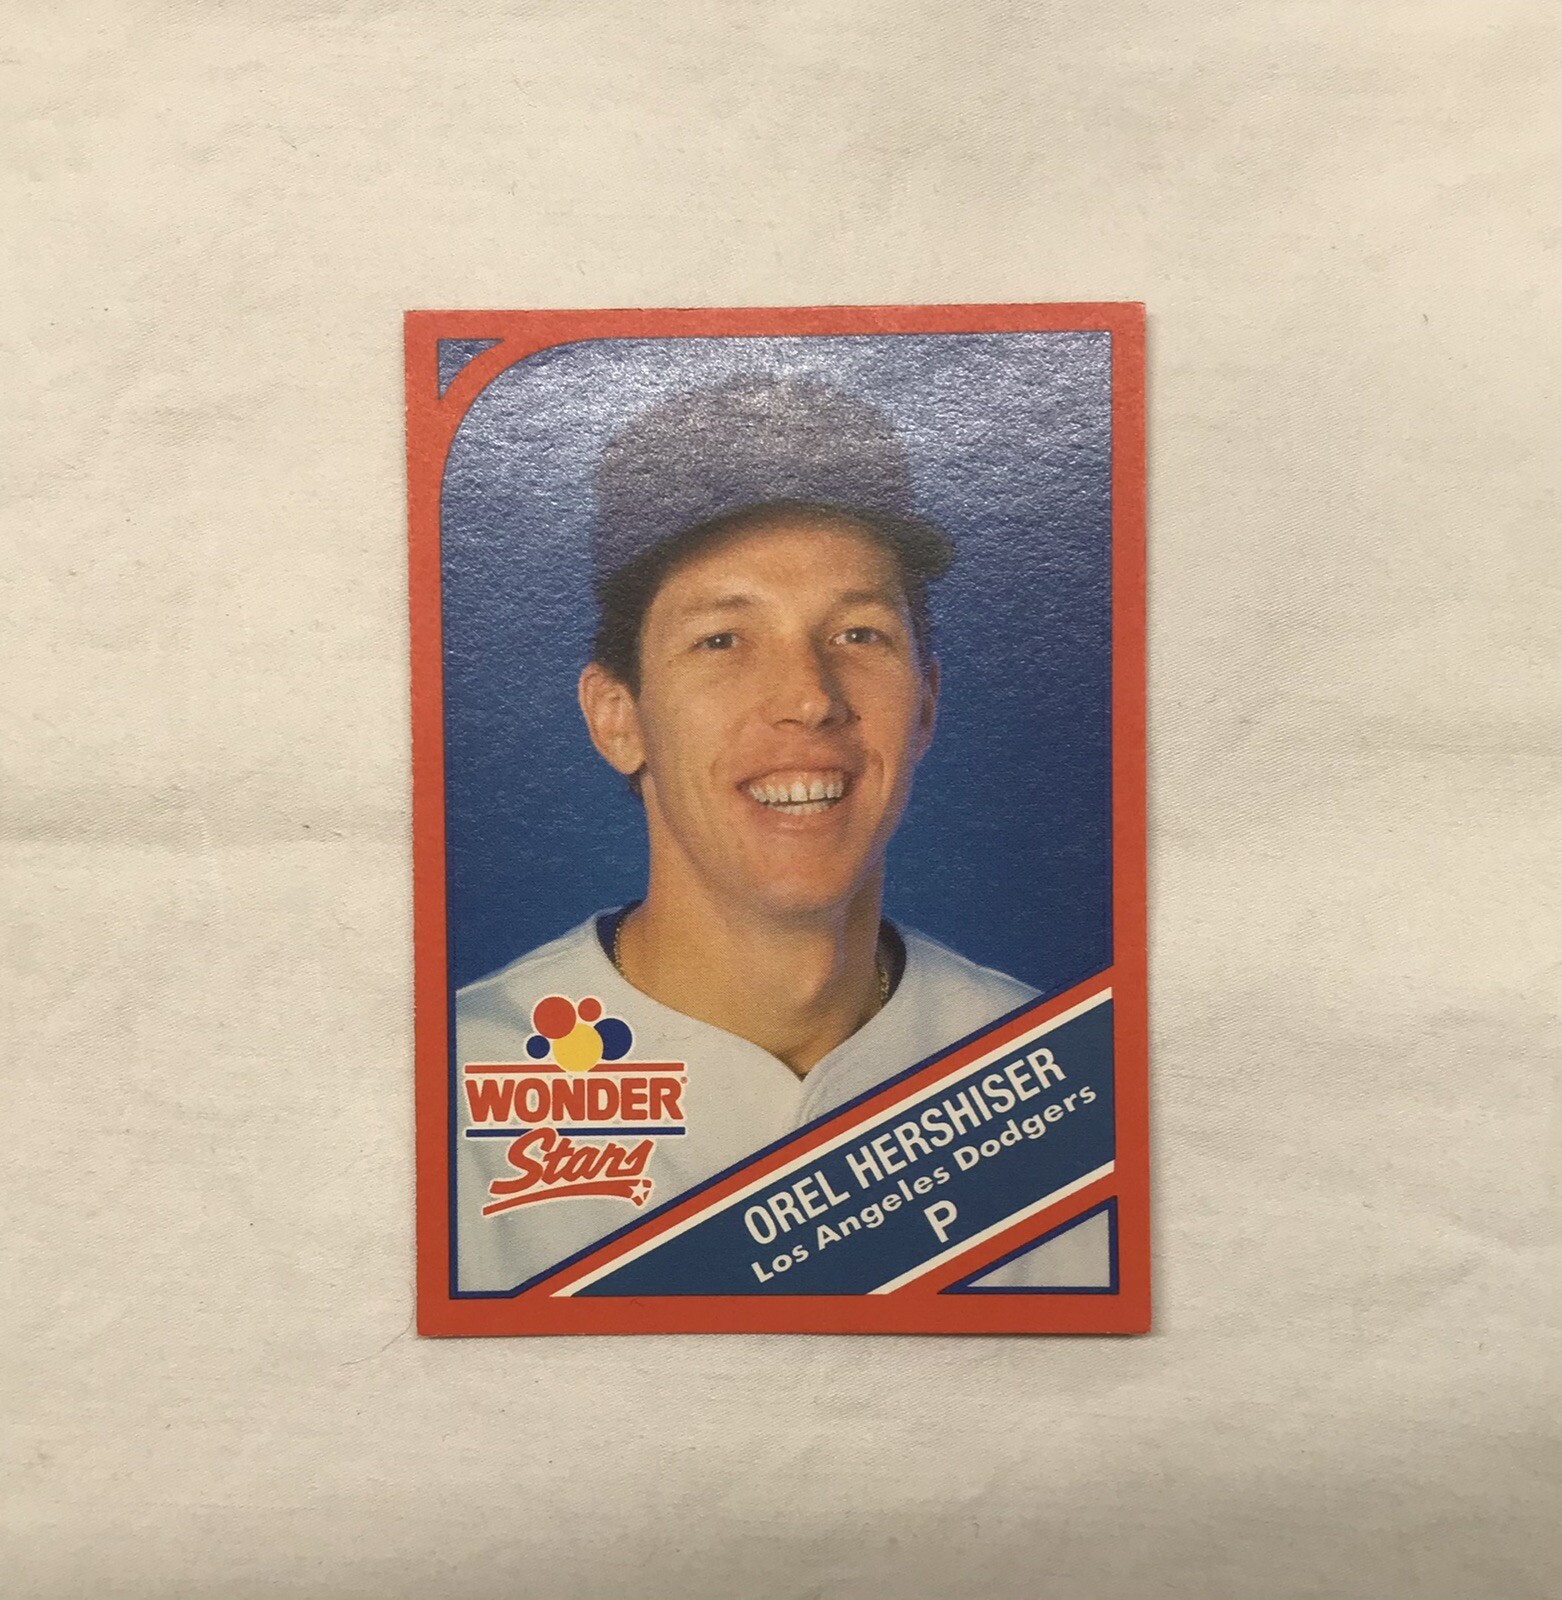 WONDER®
Stars
OREL HERSHISER
Los Angeles Dodgers
P